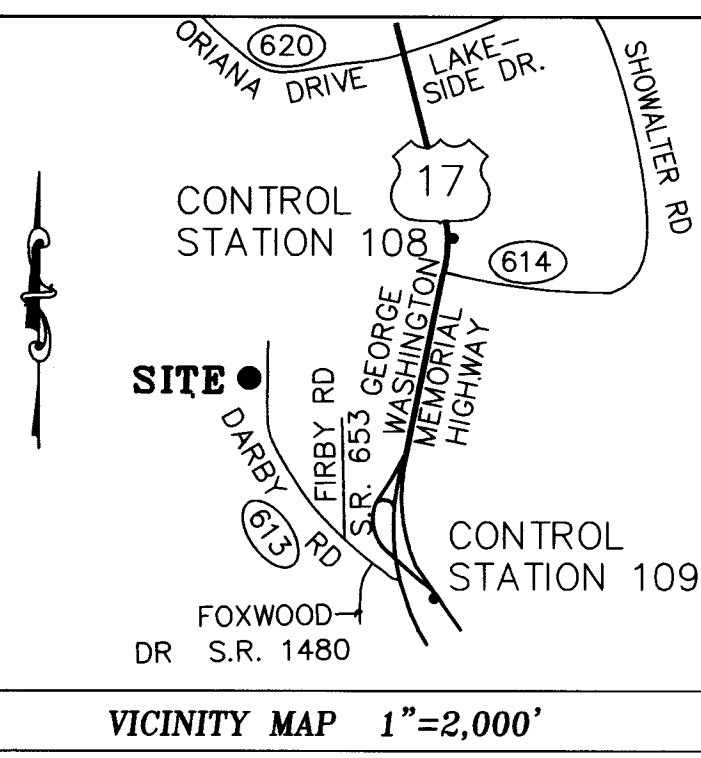 620
ORIANA DRIVE
LAKE-
SIDE DR.
SHOWALTER RD
17
CONTROL
STATION 108
614
GEORGE
WASHINGTON
MEMORIAL
HIGHWAY
SITE
DARBY RD
613
FIRBY RD
S.R. 653
CONTROL
STATION 109
FOXWOOD
DR S.R. 1480
VICINITY MAP 1"=2,000'